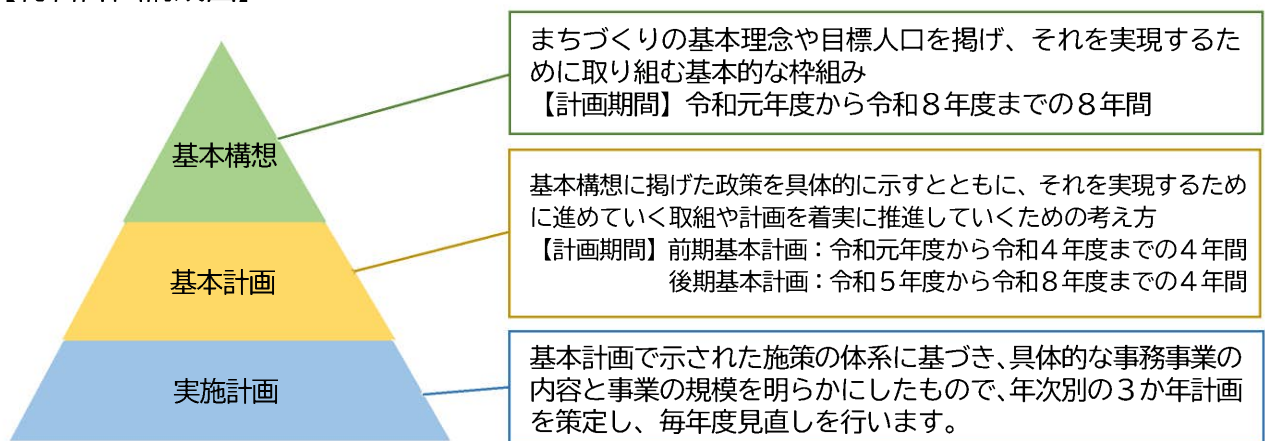 基本構想
まちづくりの基本理念や目標人口を掲げ、それを実現するた
めに取り組む基本的な枠組み
【計画期間】令和元年度から令和８年度までの８年間
基本計画
基本構想に掲げた政策を具体的に示すとともに、それを実現するため
に進めていく取組や計画を着実に推進していくための考え方
【計画期間】前期基本計画：令和元年度から令和４年度までの４年間
後期基本計画：令和５年度から令和８年度までの４年間
実施計画
基本計画で示された施策の体系に基づき、具体的な事務事業の
内容と事業の規模を明らかにしたもので、年次別の３か年計画
を策定し、毎年度見直しを行います。